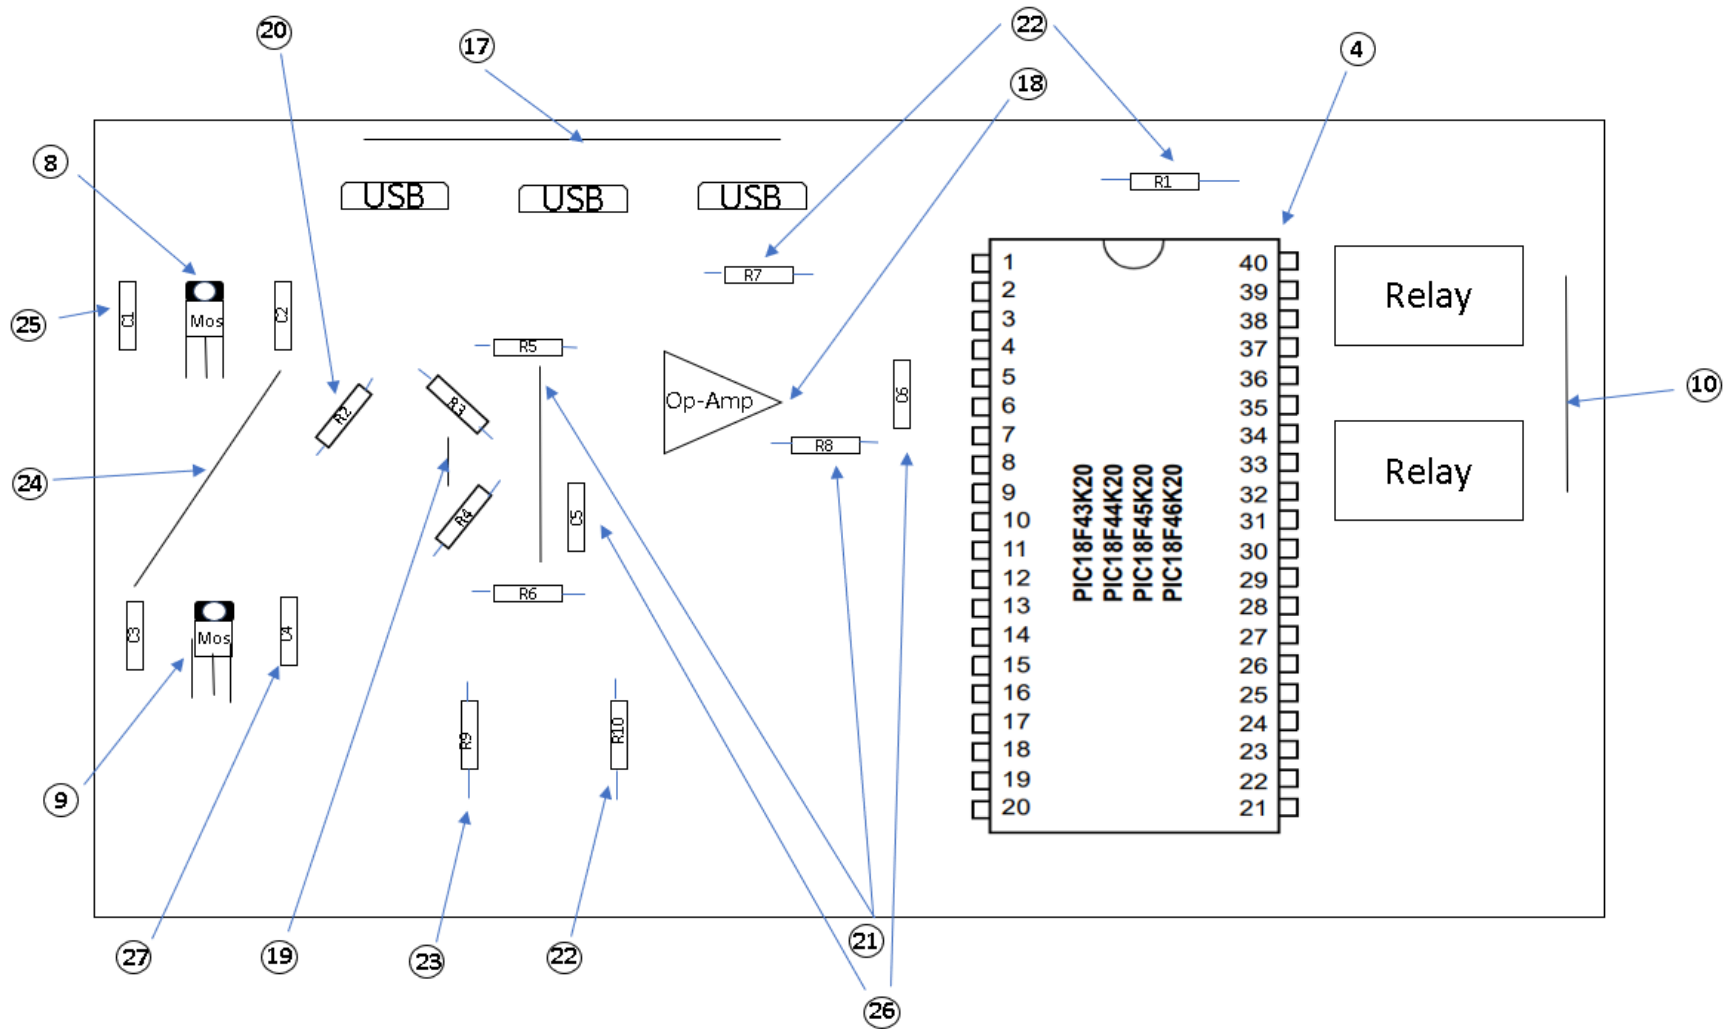 20
17
22
4
18
8
USB
USB
USB
R1
R7
25
C1
Mos
C2
R5
R2
R3
Op-Amp
C6
R8
24
R4
C5
R6
C3
Mos
C4
R9
R10
9
1
2
3
4
5
6
7
8
9
10
11
12
13
14
15
16
17
18
19
20
PIC18F43K20
PIC18F44K20
PIC18F45K20
PIC18F46K20
40
39
38
37
36
35
34
33
32
31
30
29
28
27
26
25
24
23
22
21
Relay
Relay
10
27
19
23
22
21
26